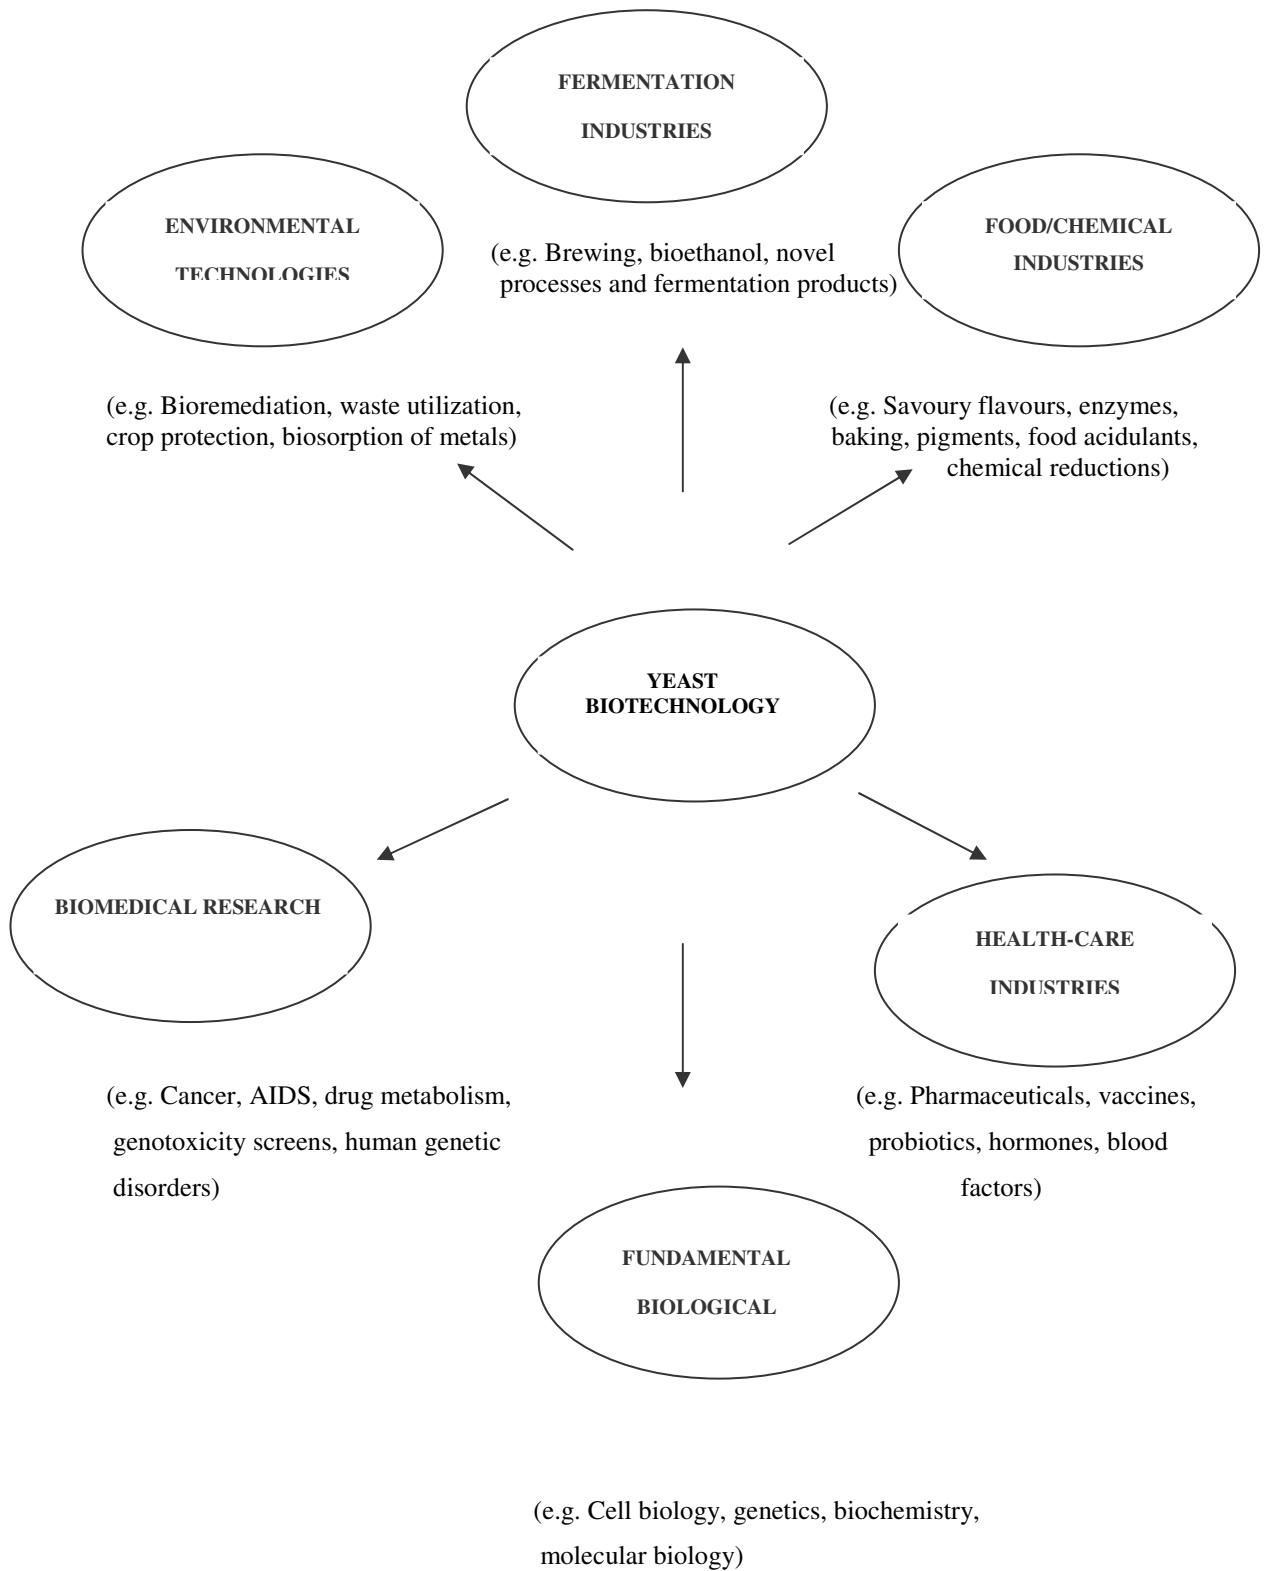 FERMENTATION
INDUSTRIES
(e.g. Brewing, bioethanol, novel
processes and fermentation products)
ENVIRONMENTAL
TECHNOLOGIES
(e.g. Bioremediation, waste utilization,
crop protection, biosorption of metals)
FOOD/CHEMICAL
INDUSTRIES
(e.g. Savoury flavours, enzymes,
baking, pigments, food acidulants,
chemical reductions)
YEAST
BIOTECHNOLOGY
BIOMEDICAL RESEARCH
(e.g. Cancer, AIDS, drug metabolism,
genotoxicity screens, human genetic
disorders)
HEALTH-CARE
INDUSTRIES
(e.g. Pharmaceuticals, vaccines,
probiotics, hormones, blood
factors)
FUNDAMENTAL
BIOLOGICAL
(e.g. Cell biology, genetics, biochemistry,
molecular biology)